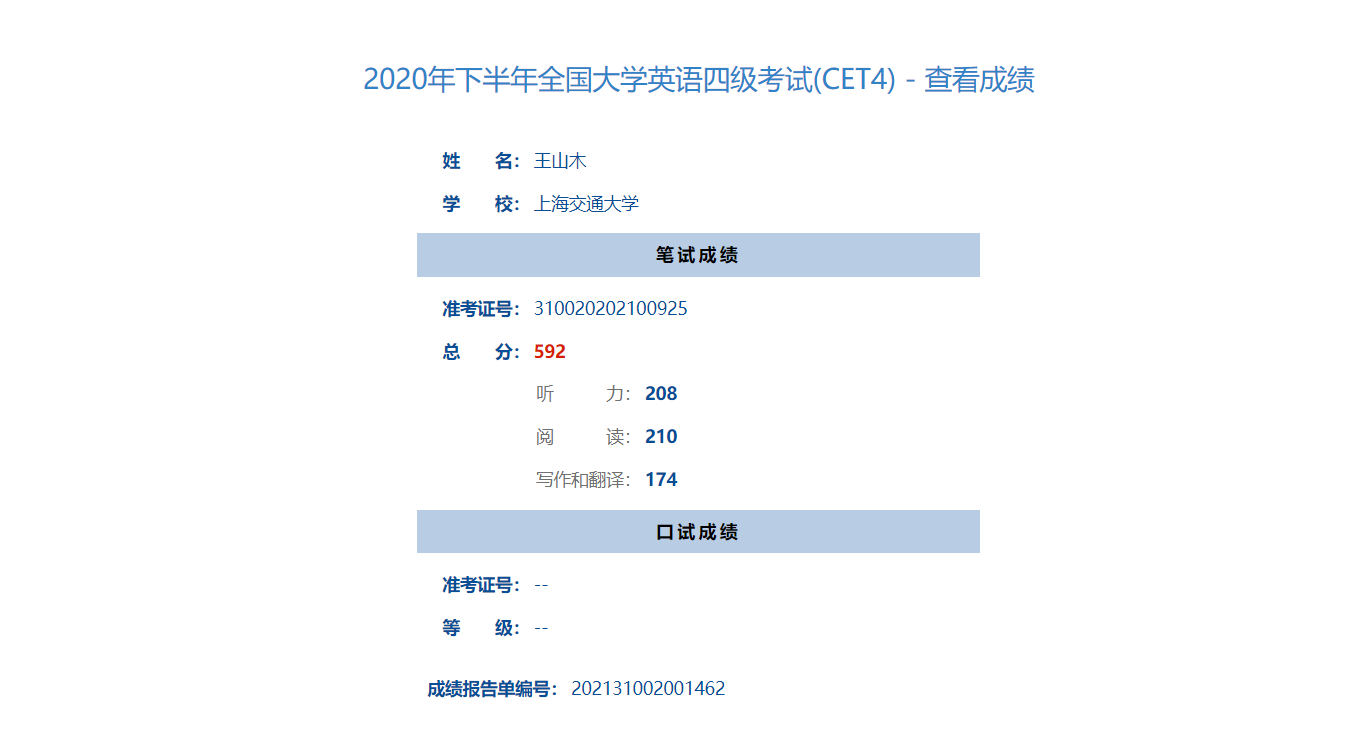 2020年下半年全国大学英语四级考试(CET4) - 查看成绩
姓 名： 王山木
学 校： 上海交通大学
笔试成绩
准考证号： 310020202100925
总 分： 592
听 力： 208
阅 读： 210
写作和翻译： 174
口试成绩
准考证号： --
等 级： --
成绩报告单编号： 202131002001462